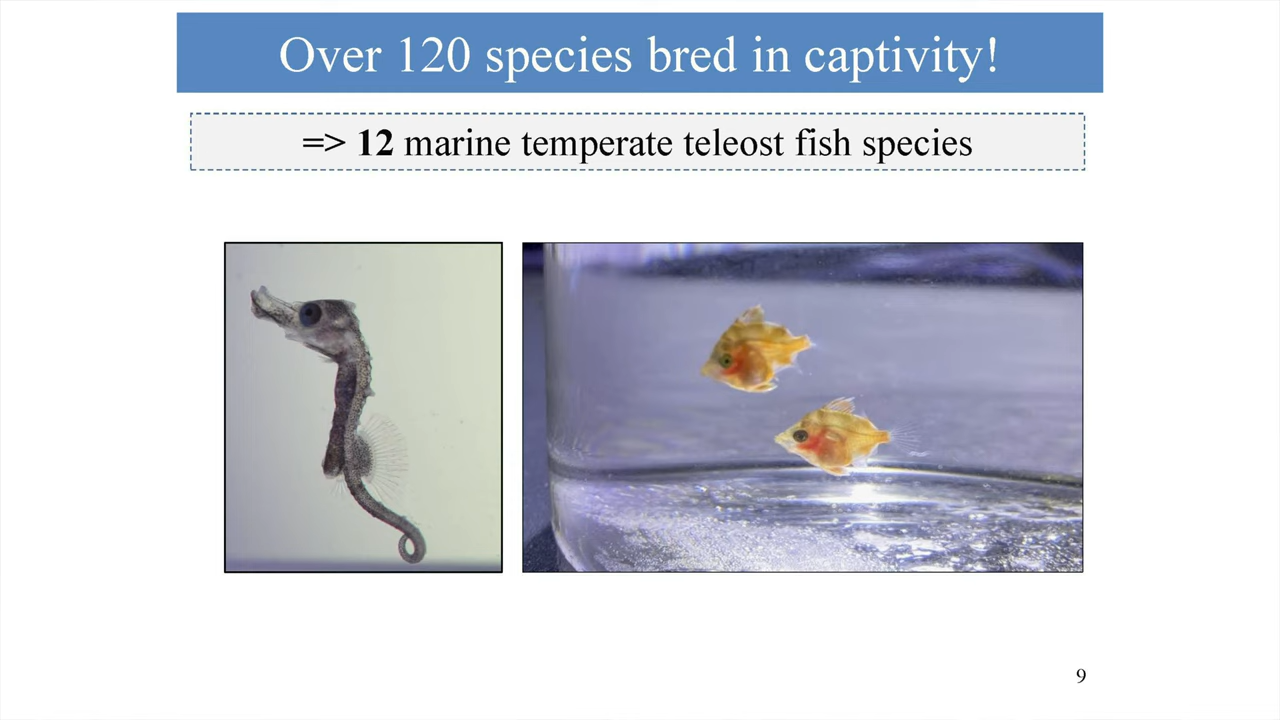 Over 120 species bred in captivity!
=> 12 marine temperate teleost fish species
9